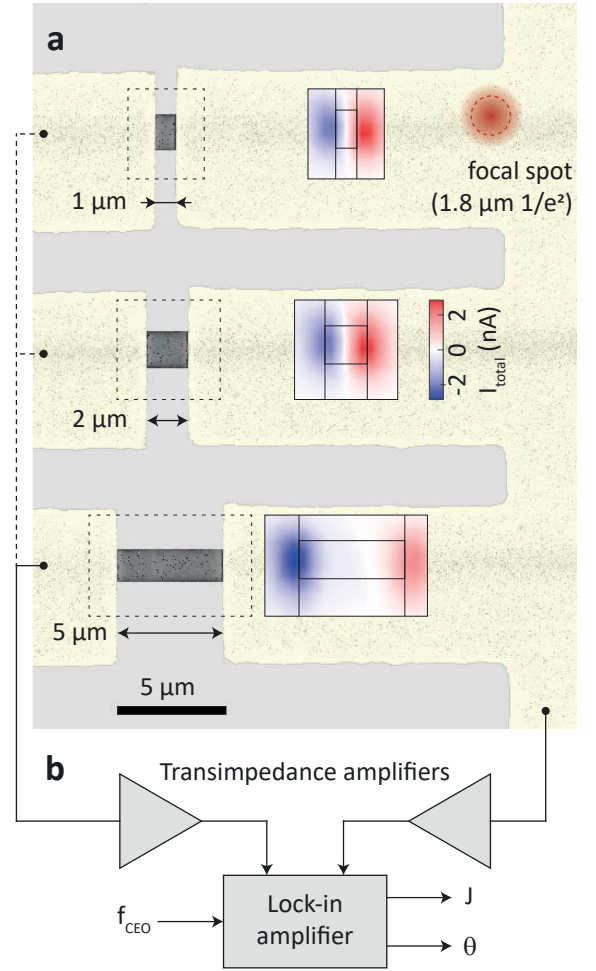 a
focal spot
(1.8 μm 1/e²)
1 μm
2 μm
2
0
-2
I_total (nA)
5 μm
5 μm
b
Transimpedance amplifiers
f_CEO
Lock-in
amplifier
J
θ